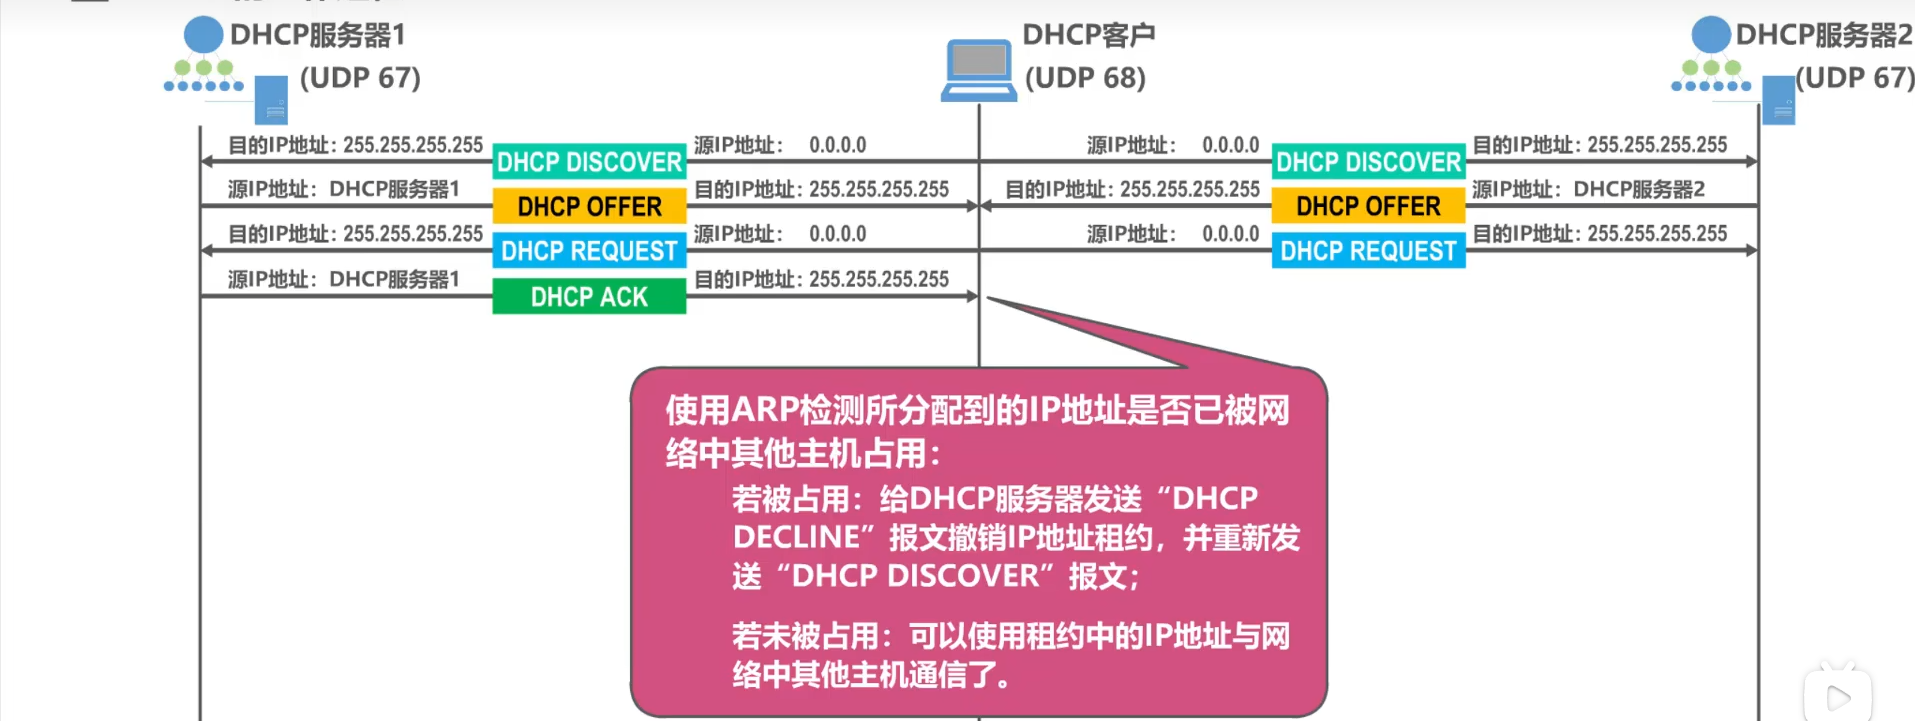 DHCP服务器1
(UDP 67)
DHCP客户
(UDP 68)
DHCP服务器2
(UDP 67)
目的IP地址: 255.255.255.255
DHCP DISCOVER
源IP地址: 0.0.0.0
源IP地址: 0.0.0.0
DHCP DISCOVER
目的IP地址: 255.255.255.255
源IP地址: DHCP服务器1
DHCP OFFER
目的IP地址: 255.255.255.255
目的IP地址: 255.255.255.255
DHCP OFFER
源IP地址: DHCP服务器2
目的IP地址: 255.255.255.255
DHCP REQUEST
源IP地址: 0.0.0.0
源IP地址: 0.0.0.0
DHCP REQUEST
目的IP地址: 255.255.255.255
源IP地址: DHCP服务器1
DHCP ACK
目的IP地址: 255.255.255.255
使用ARP检测所分配到的IP地址是否已被网
络中其他主机占用：
若被占用：给DHCP服务器发送“DHCP
DECLINE”报文撤销IP地址租约，并重新发
送“DHCP DISCOVER”报文；
若未被占用：可以使用租约中的IP地址与网
络中其他主机通信了。